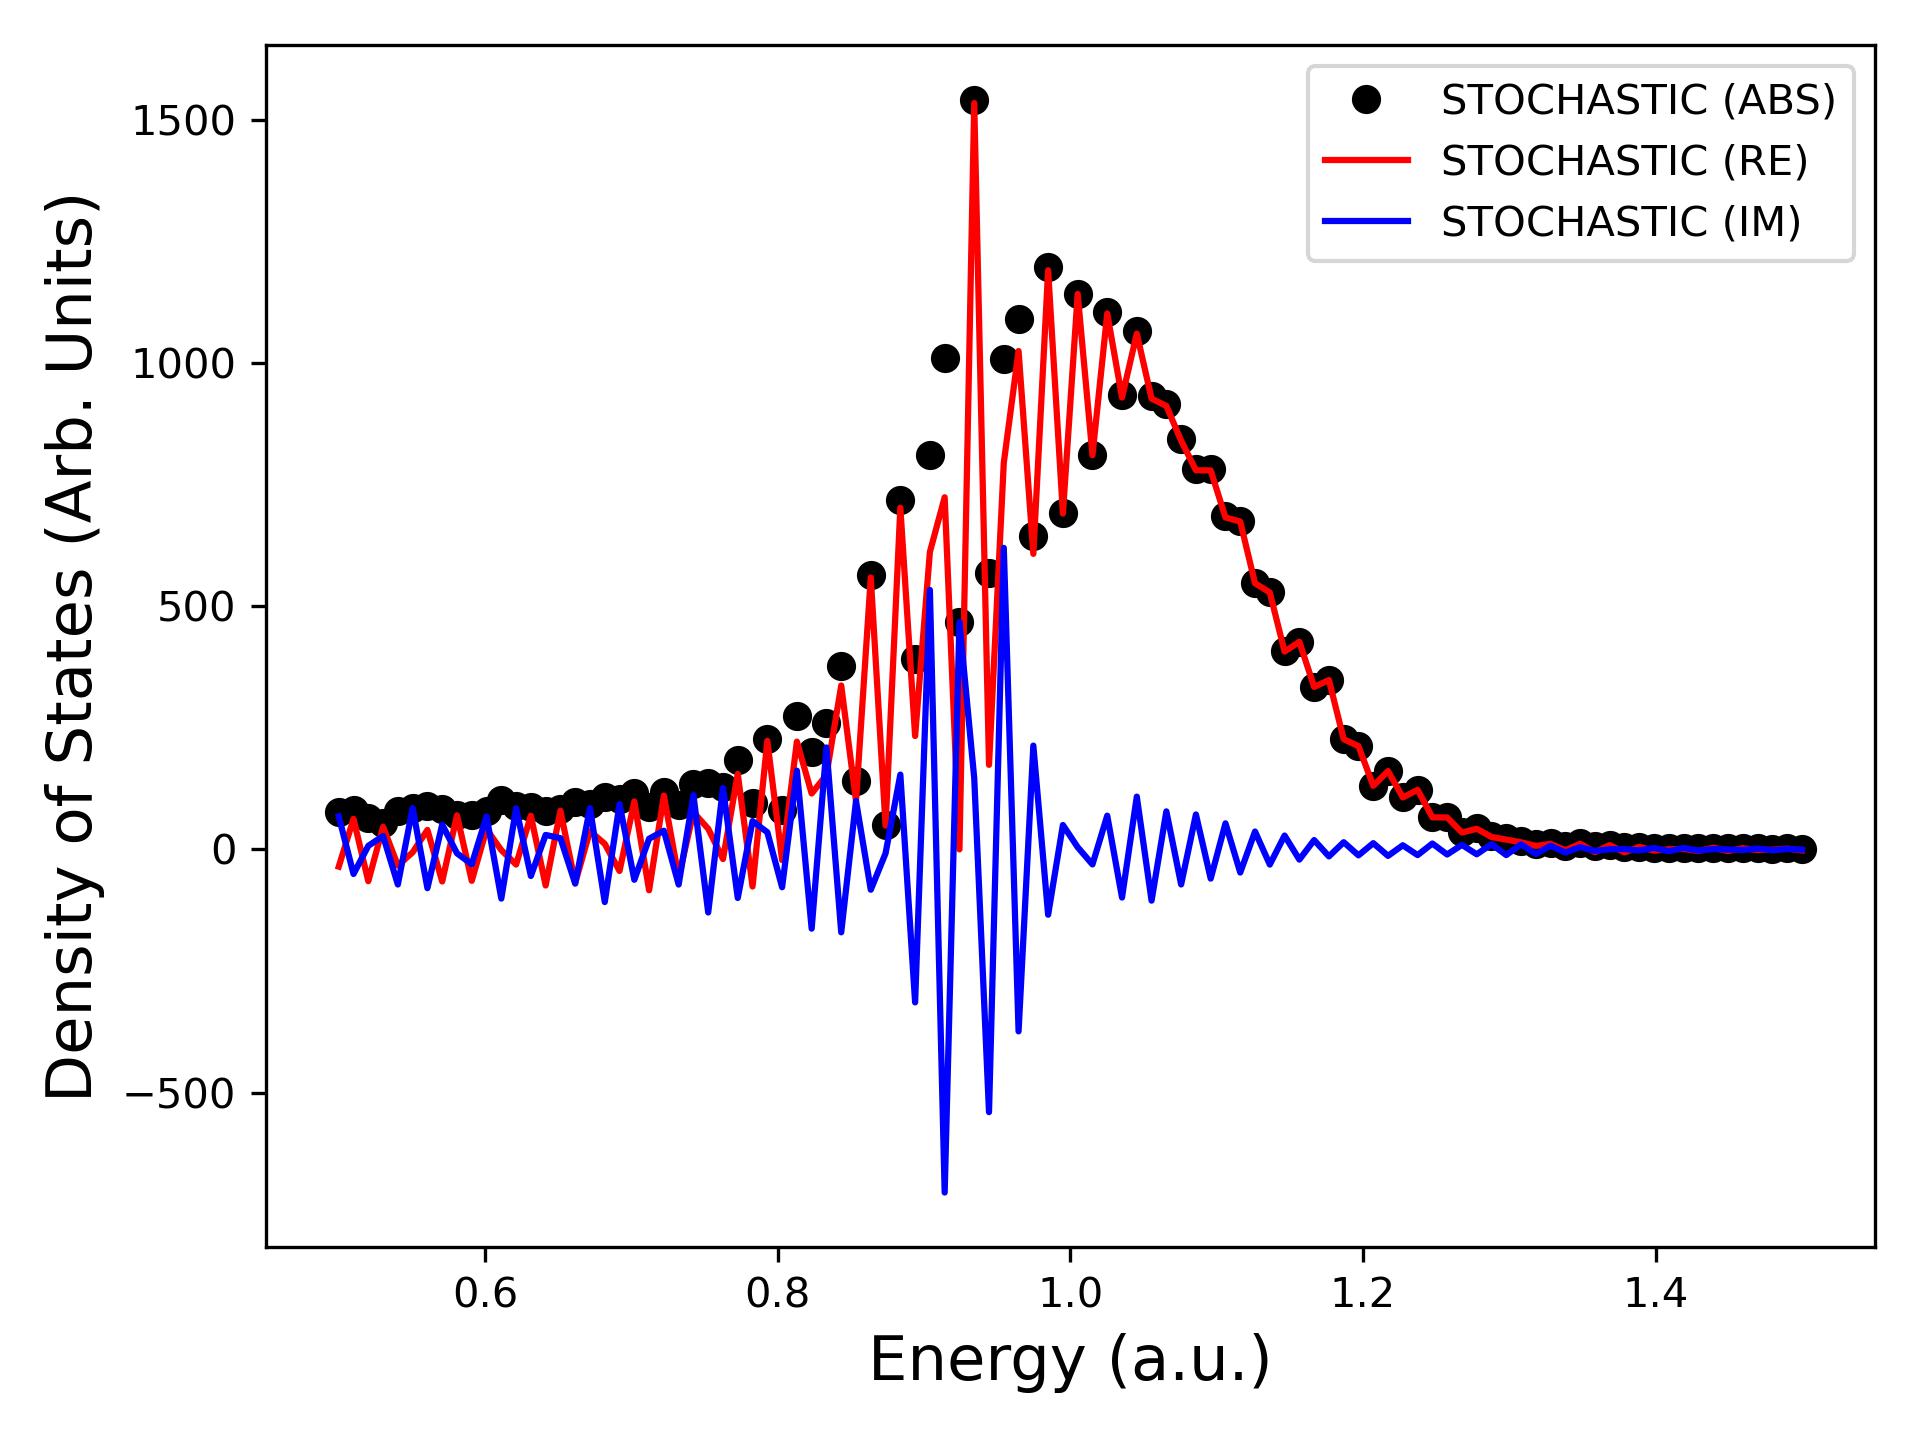 STOCHASTIC (ABS)
STOCHASTIC (RE)
STOCHASTIC (IM)
Density of States (Arb. Units)
1500
1000
500
0
−500
0.6
0.8
1.0
1.2
1.4
Energy (a.u.)